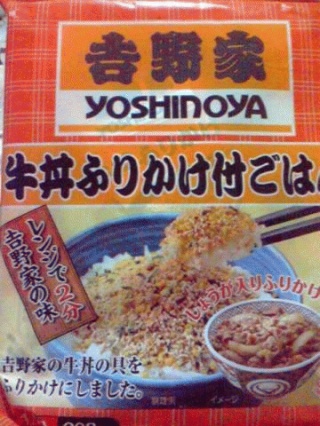 吉野家
YOSHINOYA
牛丼ふりかけ付ごはん
レンジで2分
吉野家の味
しょうが入りふりかけ
吉野家の牛丼の具を
ふりかけにしました。
調理例
イメージ